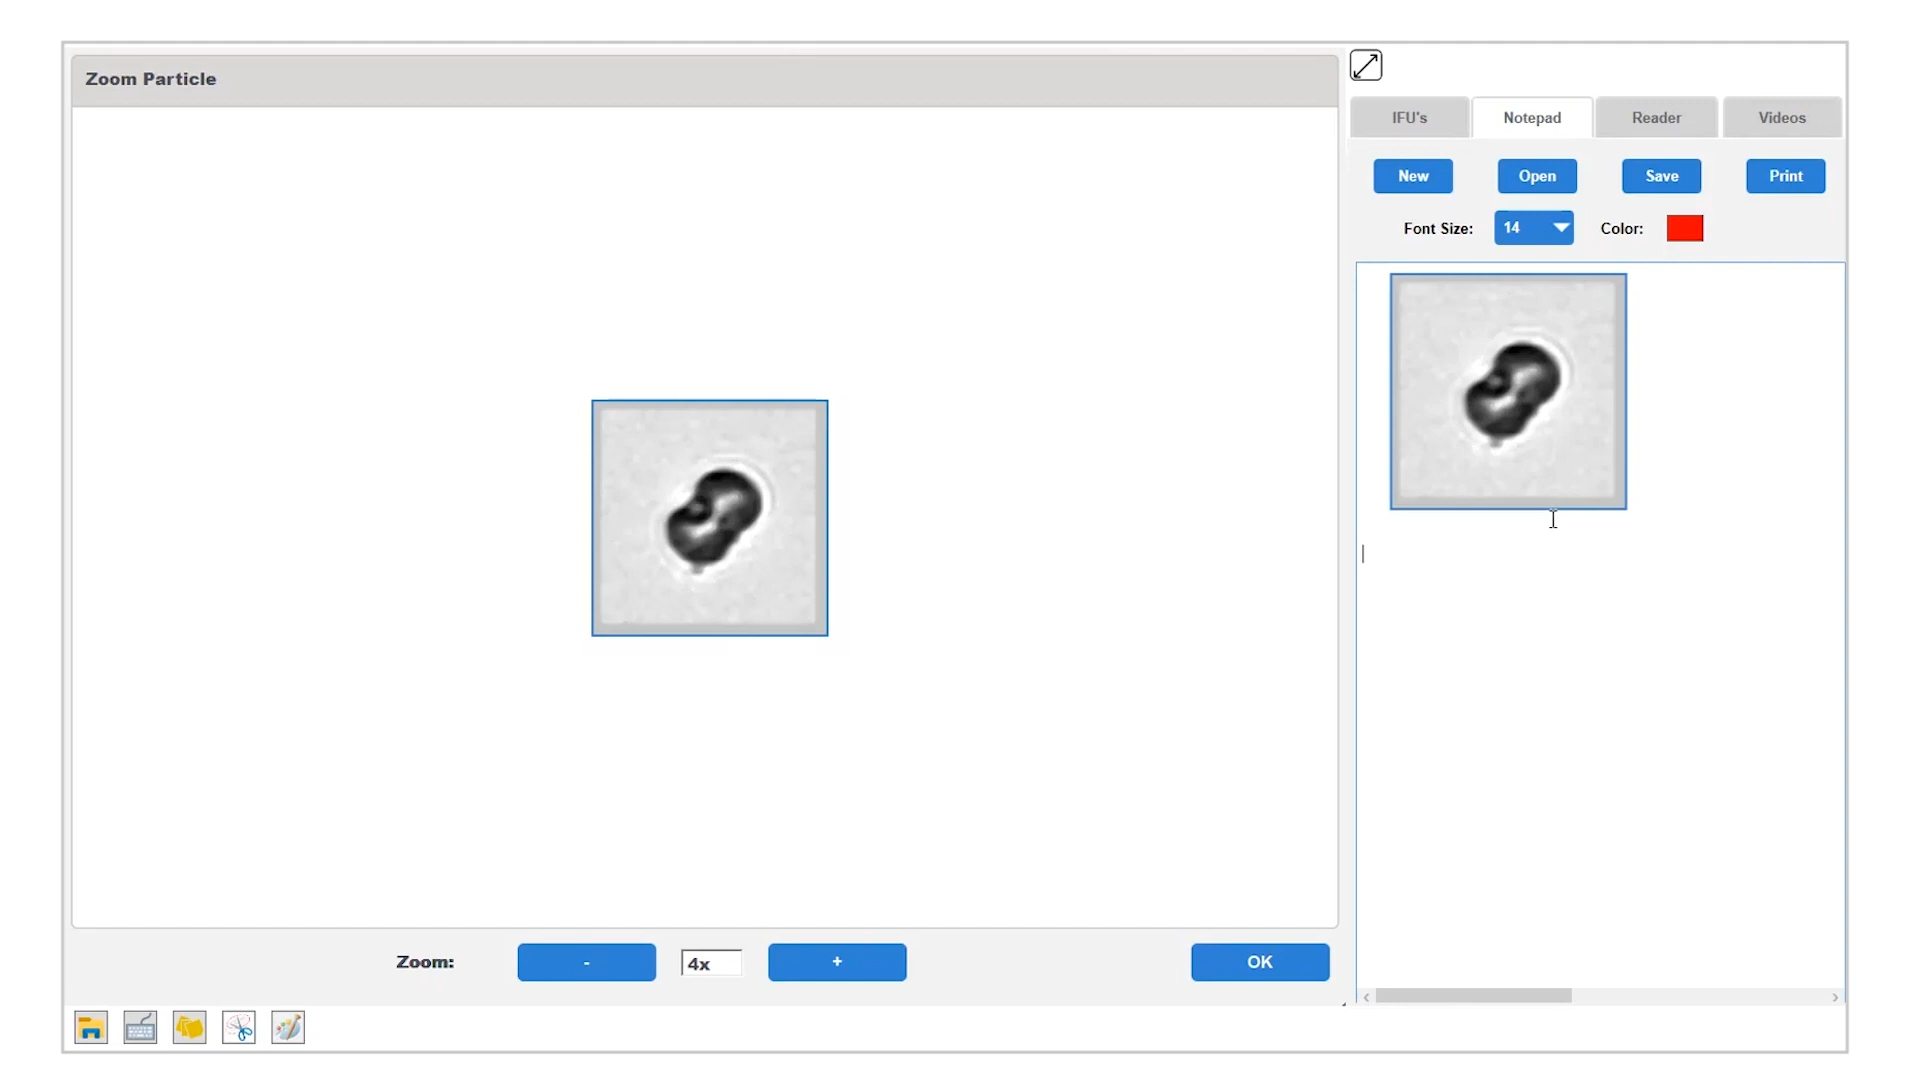 Zoom Particle
IFU's Notepad Reader Videos
New Open Save Print
Font Size: 14 Color:
Zoom: - 4x + OK